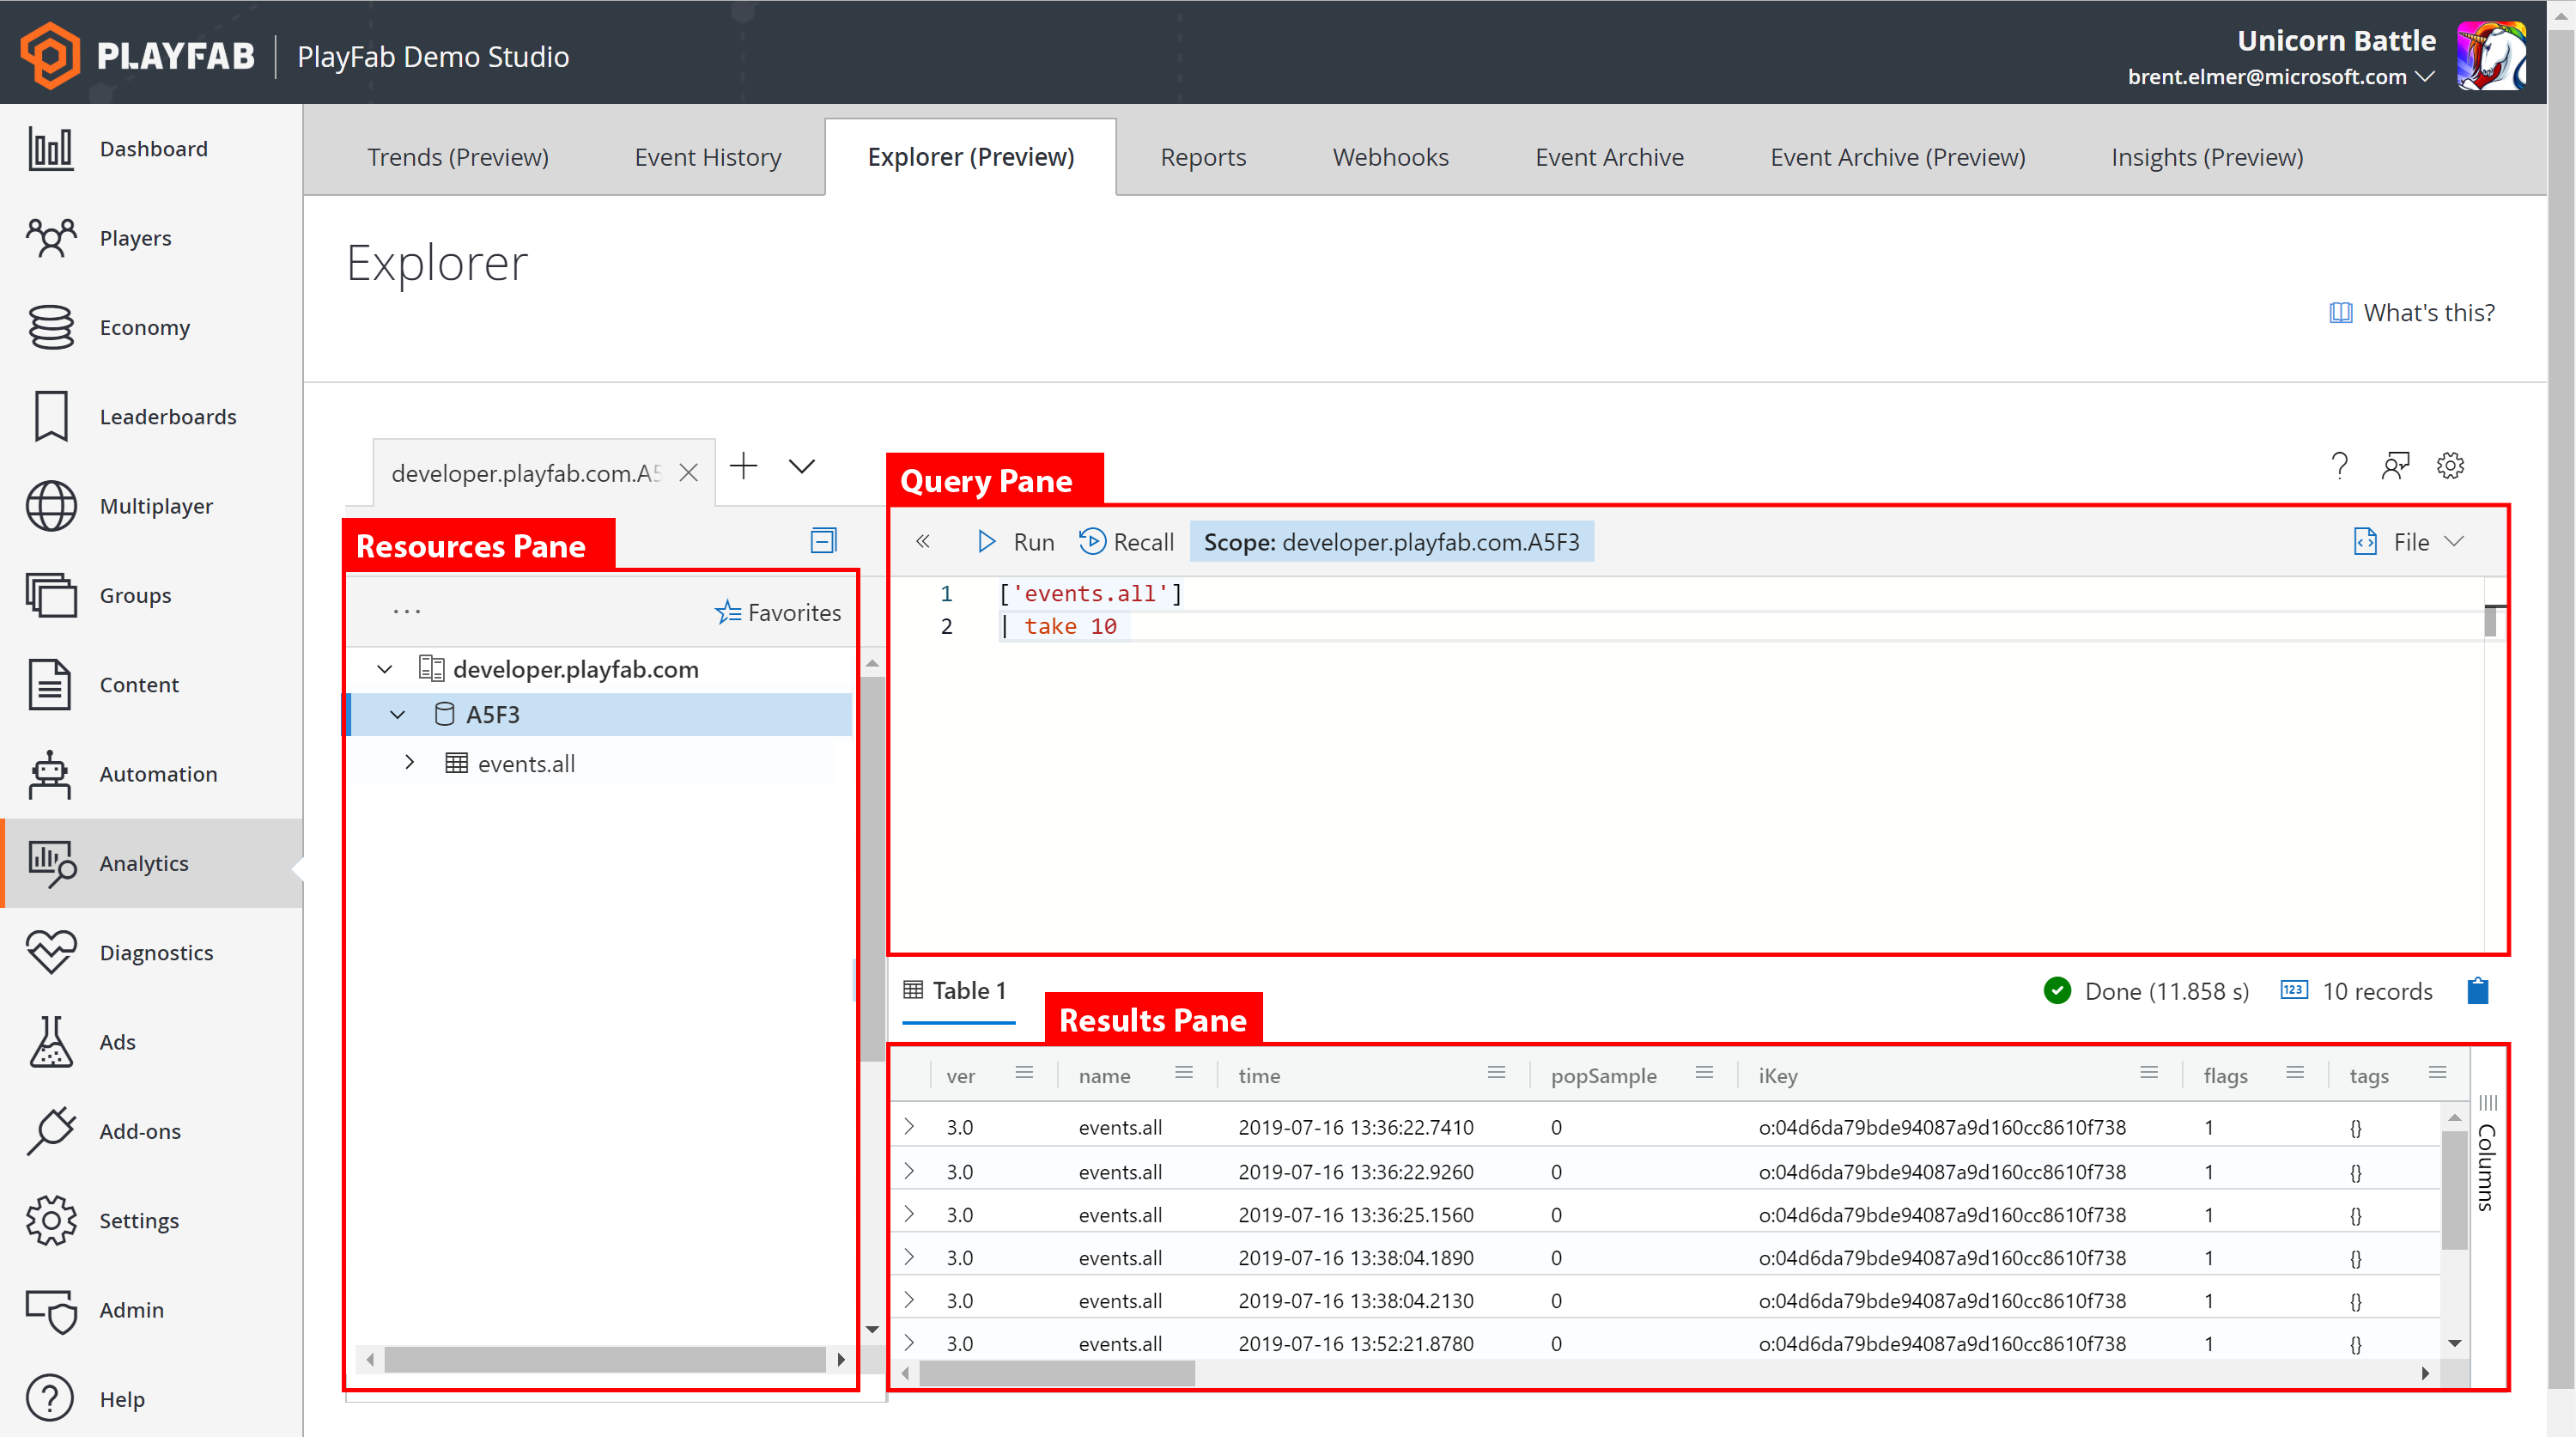 PLAYFAB
PlayFab Demo Studio
Unicorn Battle
brent.elmer@microsoft.com
Dashboard
Players
Economy
Leaderboards
Multiplayer
Groups
Content
Automation
Analytics
Diagnostics
Ads
Add-ons
Settings
Admin
Help
Trends (Preview)
Event History
Explorer (Preview)
Reports
Webhooks
Event Archive
Event Archive (Preview)
Insights (Preview)
Explorer
What's this?
developer.playfab.com.A5
Resources Pane
... Favorites
developer.playfab.com
A5F3
events.all
Query Pane
Run Recall Scope: developer.playfab.com.A5F3 File
1 ['events.all']
2 | take 10
Table 1
Done (11.858 s) 123 10 records
Results Pane
ver name time popSample iKey flags tags
3.0 events.all 2019-07-16 13:36:22.7410 0 o:04d6da79bde94087a9d160cc8610f738 1 {}
3.0 events.all 2019-07-16 13:36:22.9260 0 o:04d6da79bde94087a9d160cc8610f738 1 {}
3.0 events.all 2019-07-16 13:36:25.1560 0 o:04d6da79bde94087a9d160cc8610f738 1 {}
3.0 events.all 2019-07-16 13:38:04.1890 0 o:04d6da79bde94087a9d160cc8610f738 1 {}
3.0 events.all 2019-07-16 13:38:04.2130 0 o:04d6da79bde94087a9d160cc8610f738 1 {}
3.0 events.all 2019-07-16 13:52:21.8780 0 o:04d6da79bde94087a9d160cc8610f738 1 {}
Columns